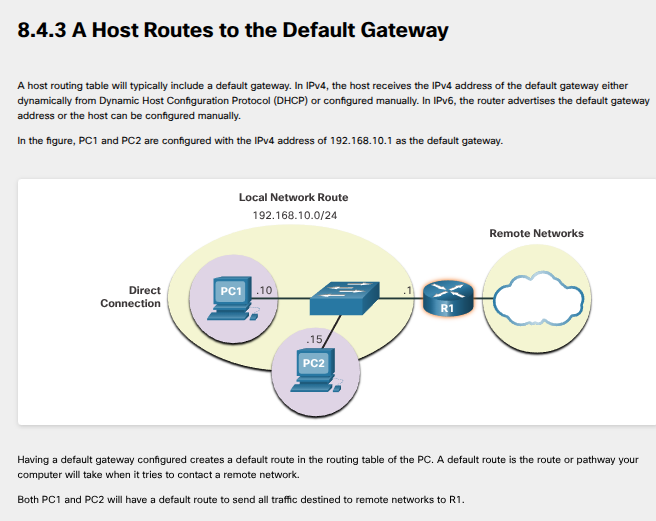 8.4.3 A Host Routes to the Default Gateway
A host routing table will typically include a default gateway. In IPv4, the host receives the IPv4 address of the default gateway either
dynamically from Dynamic Host Configuration Protocol (DHCP) or configured manually. In IPv6, the router advertises the default gateway
address or the host can be configured manually.
In the figure, PC1 and PC2 are configured with the IPv4 address of 192.168.10.1 as the default gateway.
Local Network Route
192.168.10.0/24
Remote Networks
Direct
Connection
PC1
.10
.1
R1
.15
PC2
Having a default gateway configured creates a default route in the routing table of the PC. A default route is the route or pathway your
computer will take when it tries to contact a remote network.
Both PC1 and PC2 will have a default route to send all traffic destined to remote networks to R1.